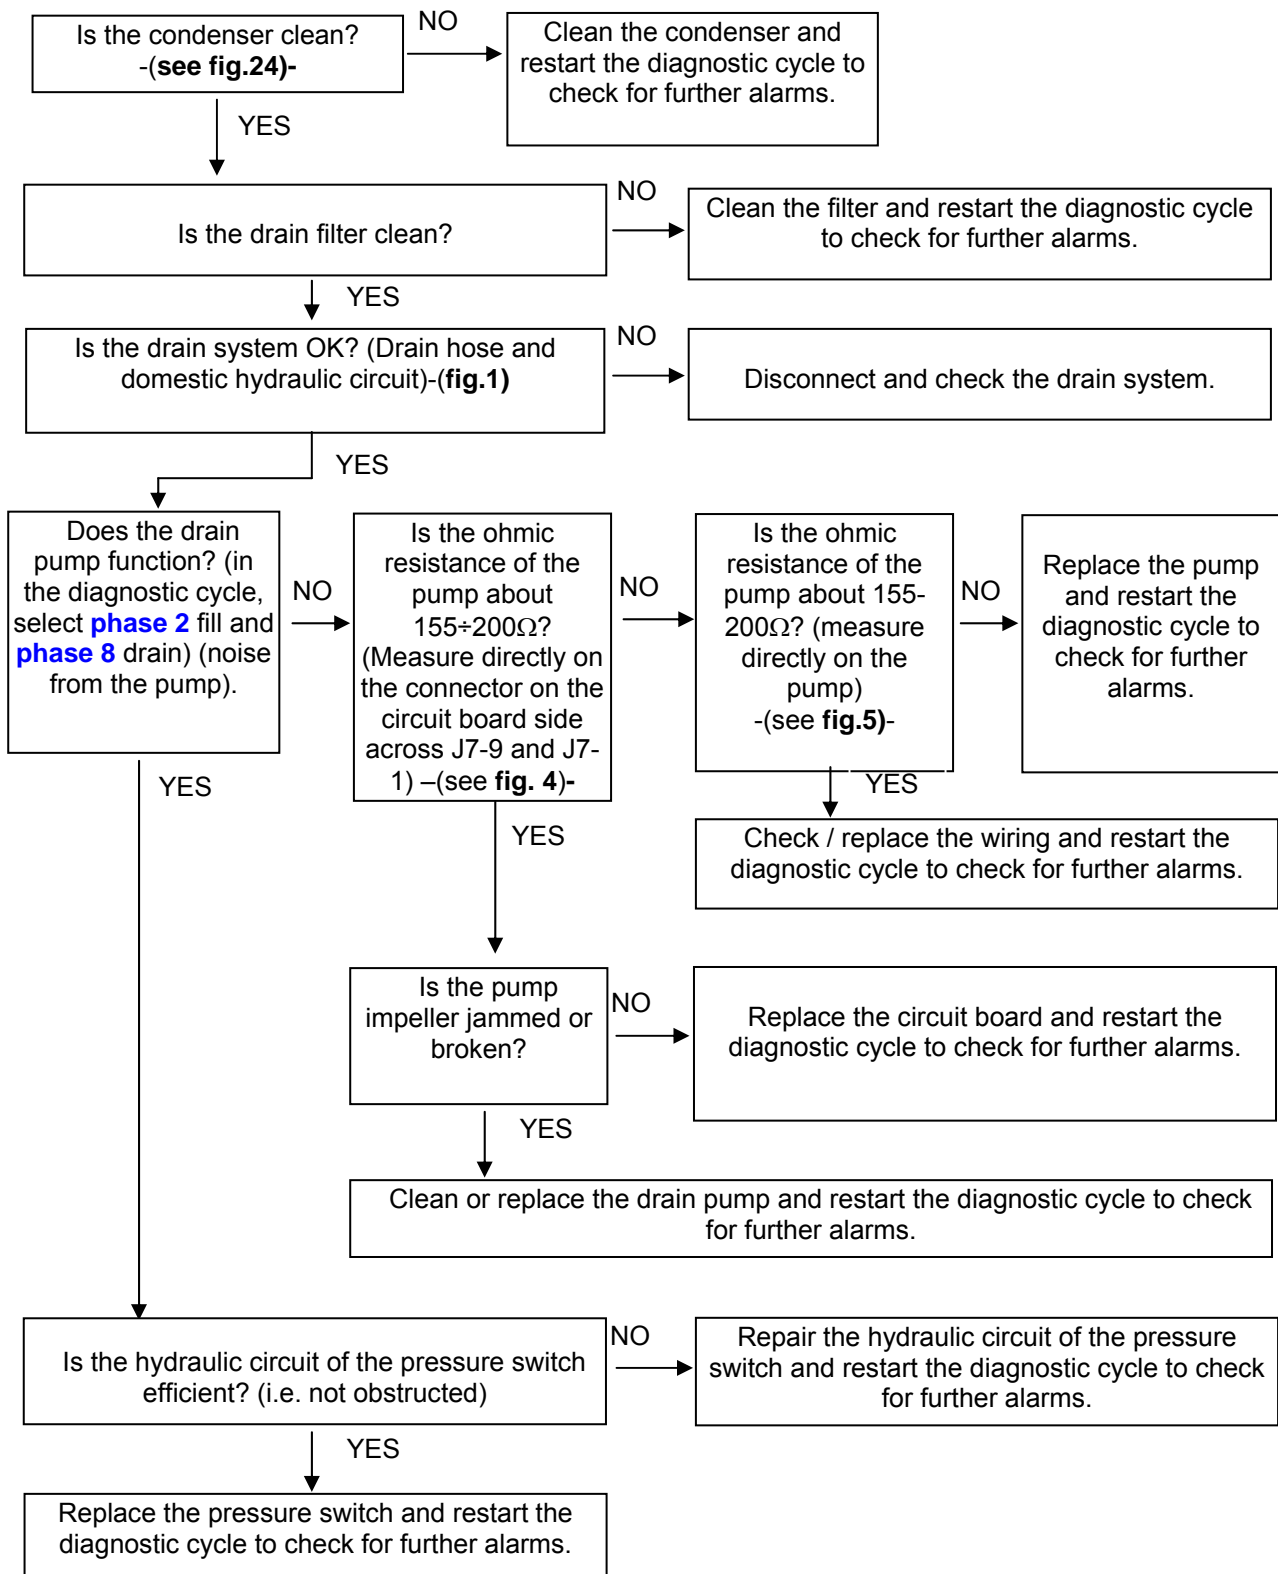 Is the condenser clean?
-(see fig.24)-
NO
Clean the condenser and
restart the diagnostic cycle to
check for further alarms.
YES
Is the drain filter clean?
NO
Clean the filter and restart the diagnostic cycle
to check for further alarms.
YES
Is the drain system OK? (Drain hose and
domestic hydraulic circuit)-(fig.1)
NO
Disconnect and check the drain system.
YES
Does the drain
pump function? (in
the diagnostic cycle,
select phase 2 fill and
phase 8 drain) (noise
from the pump).
NO
Is the ohmic
resistance of the
pump about
155÷200Ω?
(Measure directly on
the connector on the
circuit board side
across J7-9 and J7-
1) –(see fig. 4)-
NO
Is the ohmic
resistance of the
pump about 155-
200Ω? (measure
directly on the
pump)
-(see fig.5)-
NO
Replace the pump
and restart the
diagnostic cycle to
check for further
alarms.
YES
YES
Check / replace the wiring and restart the
diagnostic cycle to check for further alarms.
YES
Is the pump
impeller jammed or
broken?
NO
Replace the circuit board and restart the
diagnostic cycle to check for further alarms.
YES
Clean or replace the drain pump and restart the diagnostic cycle to check
for further alarms.
Is the hydraulic circuit of the pressure switch
efficient? (i.e. not obstructed)
NO
Repair the hydraulic circuit of the pressure
switch and restart the diagnostic cycle to check
for further alarms.
YES
Replace the pressure switch and restart the
diagnostic cycle to check for further alarms.